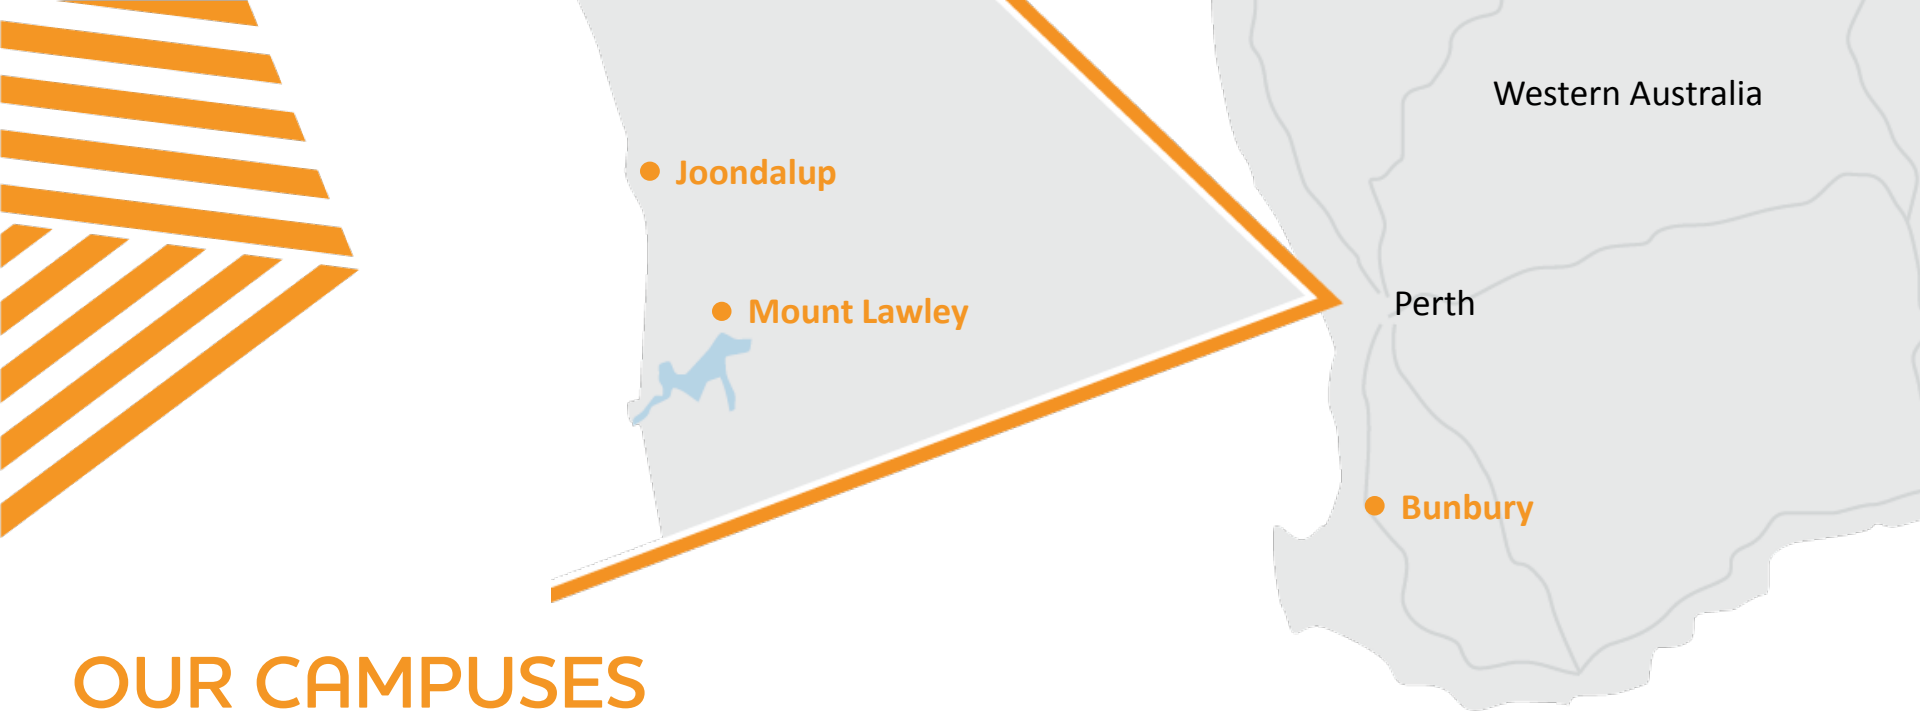 Western Australia
Joondalup
Perth
Mount Lawley
Bunbury
OUR CAMPUSES